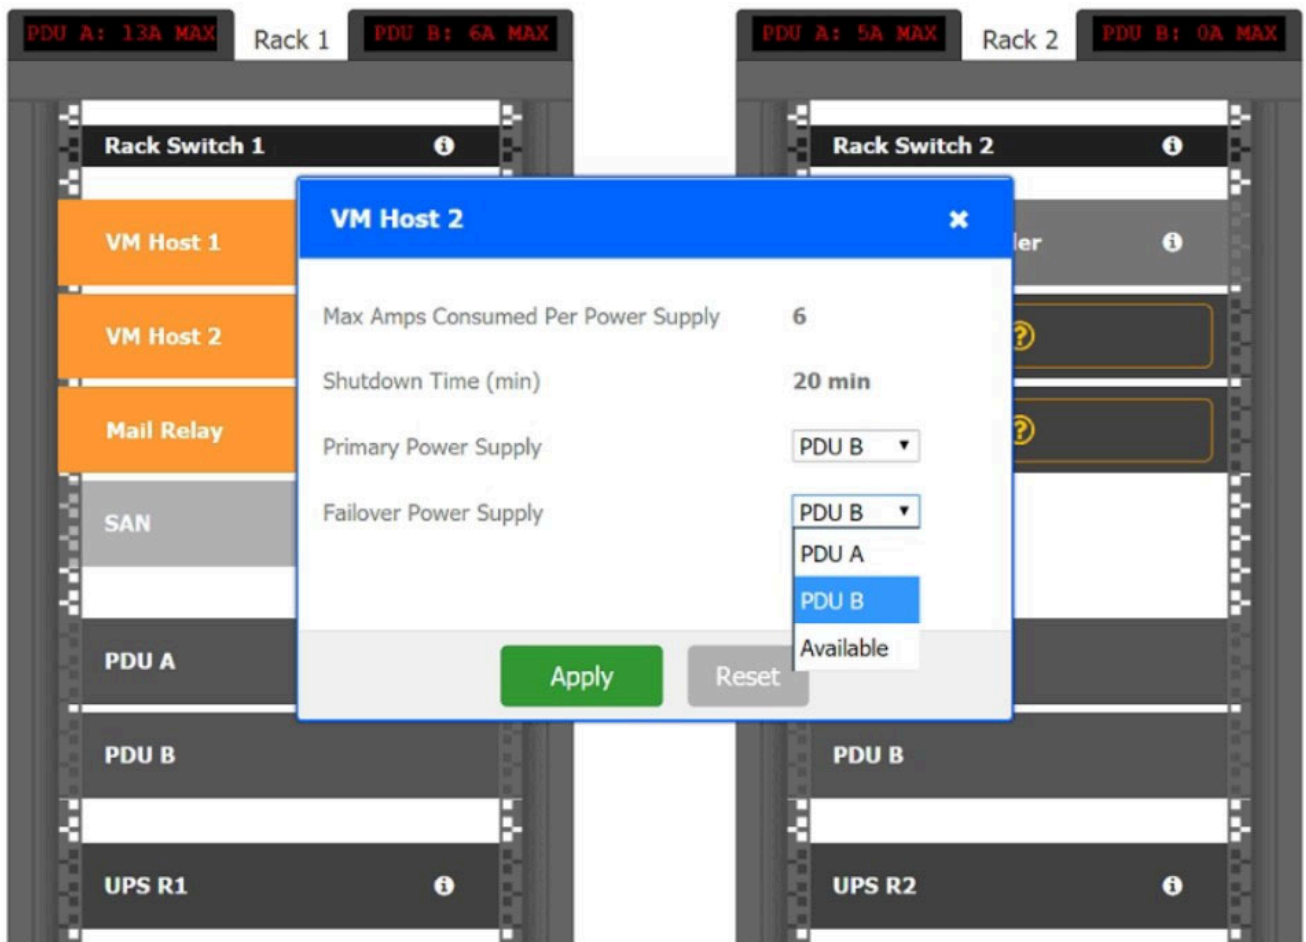 PDU A: 13A MAX
Rack 1
PDU B: 6A MAX
PDU A: 5A MAX
Rack 2
PDU B: 0A MAX
Rack Switch 1
Rack Switch 2
VM Host 2
VM Host 1
ler
Max Amps Consumed Per Power Supply 6
VM Host 2
?
Shutdown Time (min) 20 min
Mail Relay
Primary Power Supply PDU B
?
SAN
Failover Power Supply PDU B
PDU A
PDU B
Available
PDU A
Apply
Reset
PDU B
PDU B
UPS R1
UPS R2